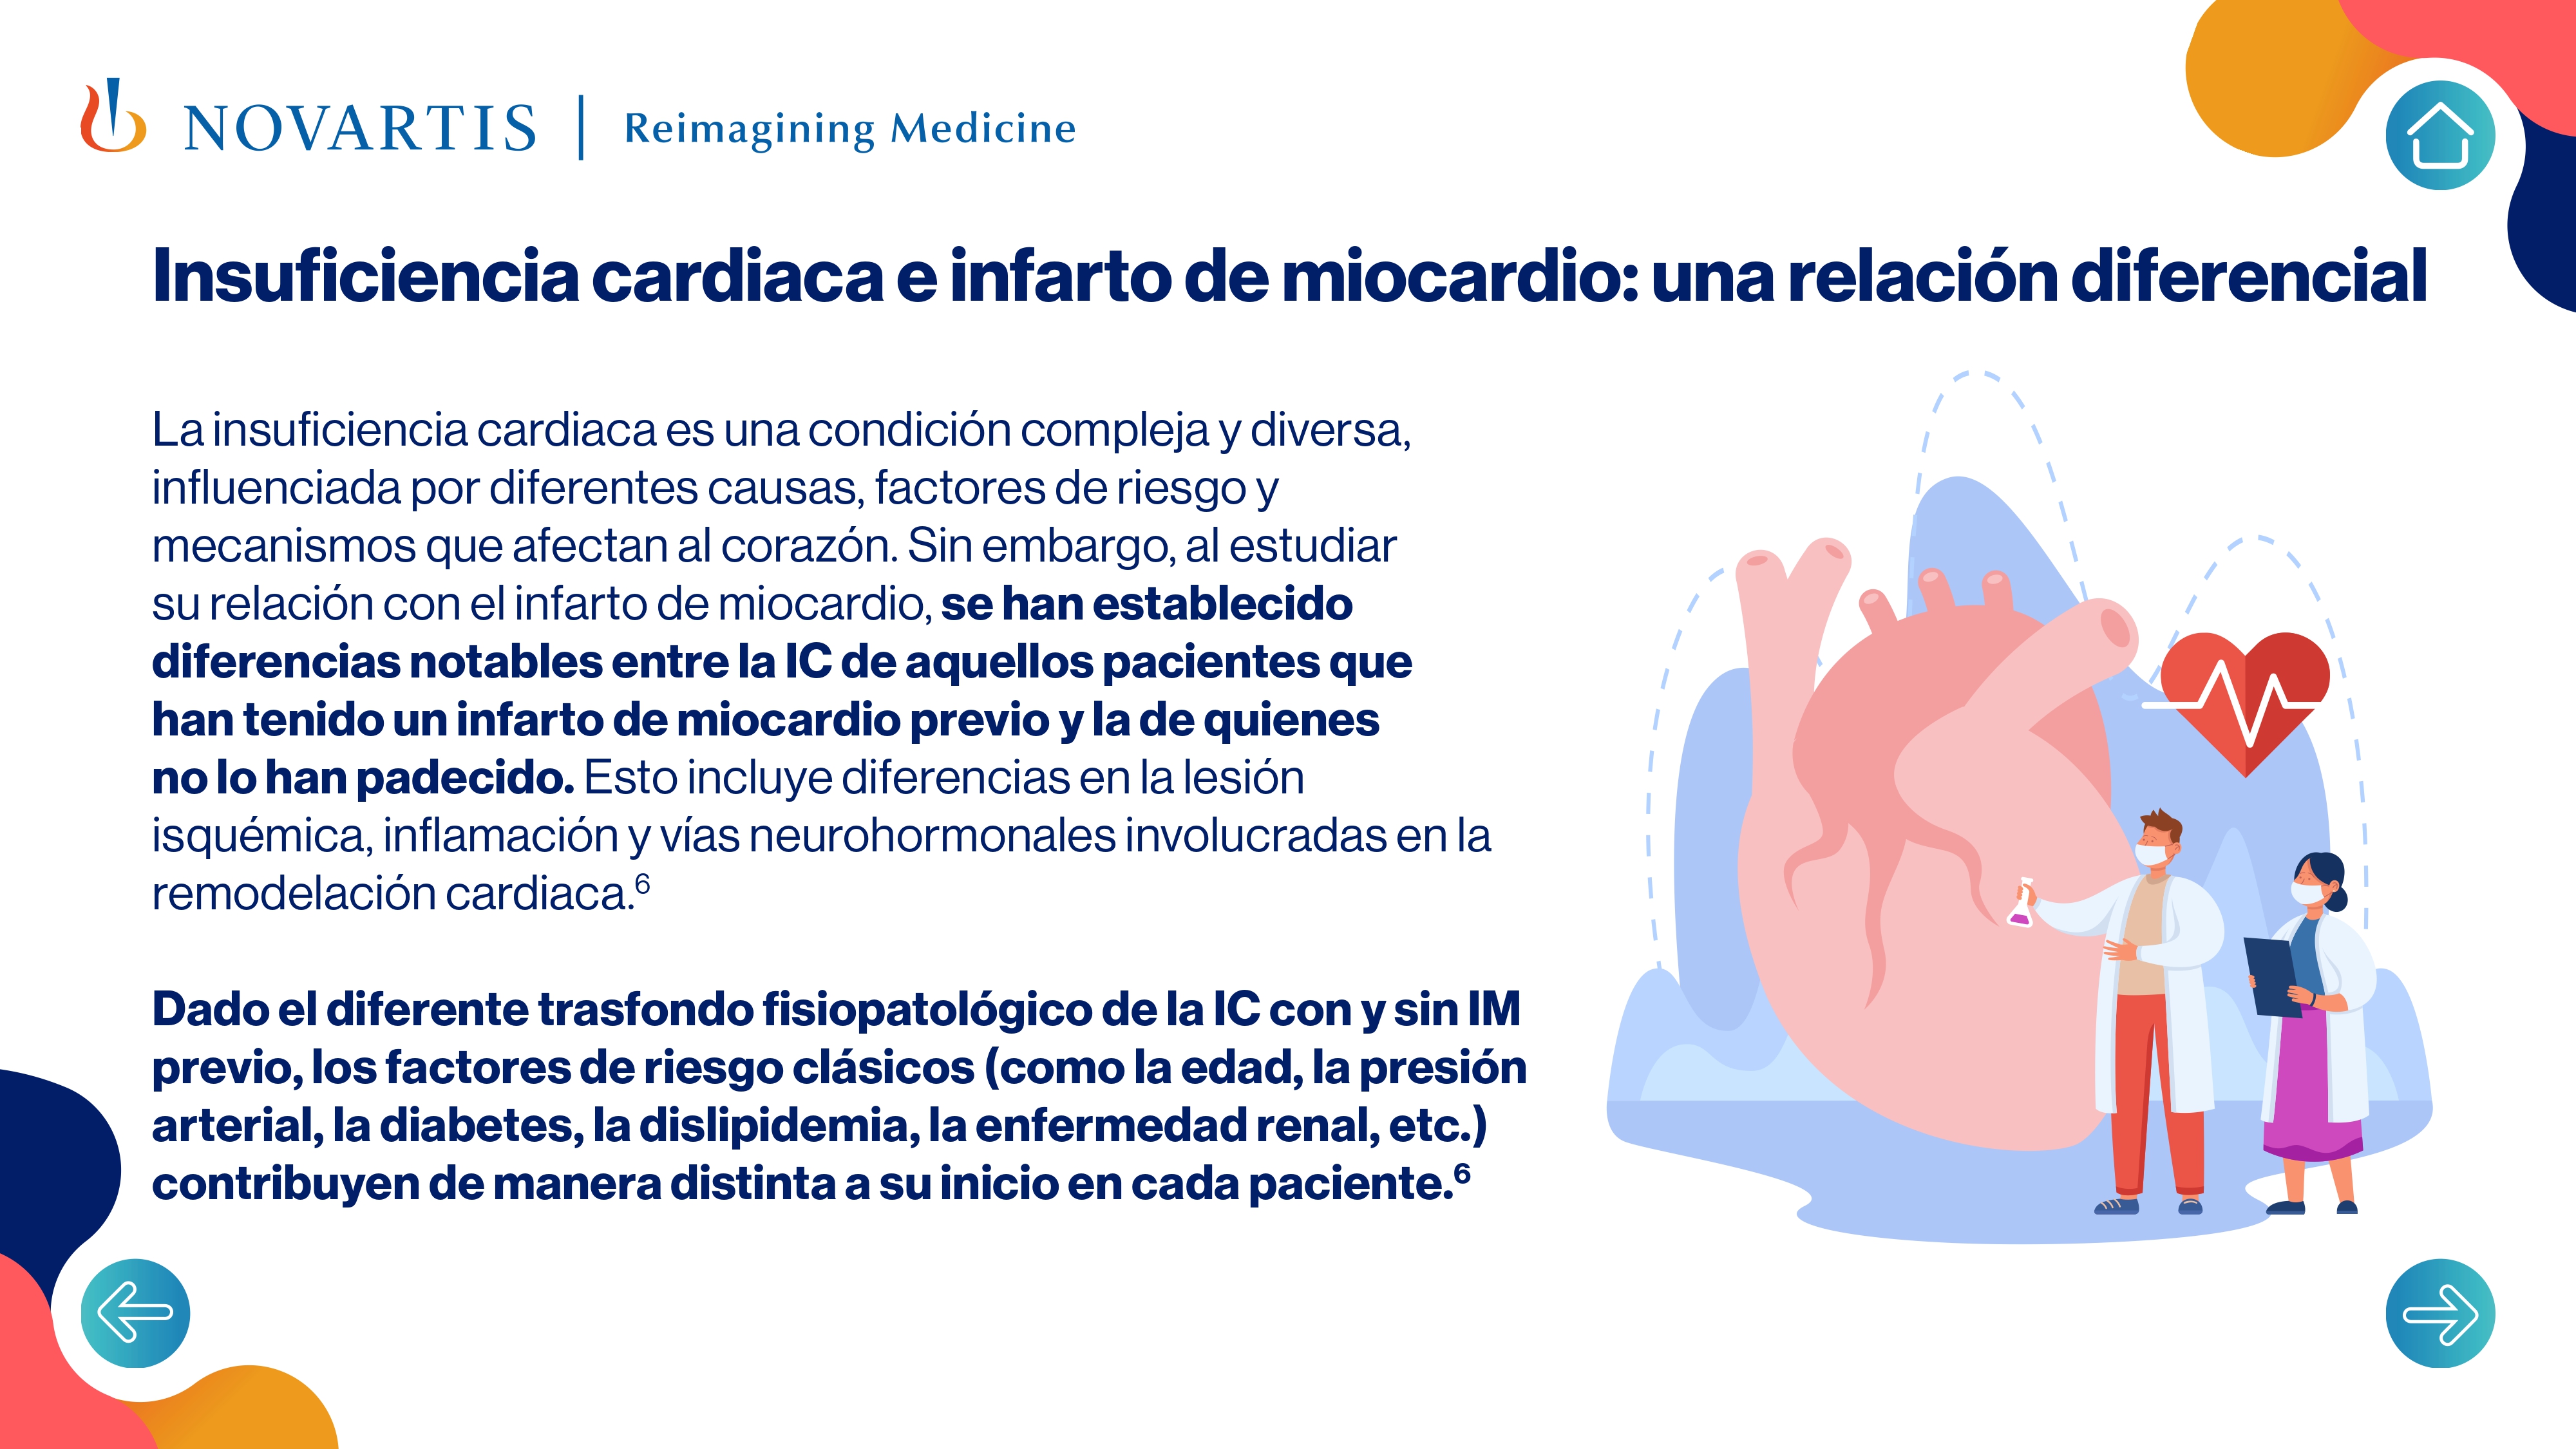 NOVARTIS | Reimagining Medicine
Insuficiencia cardiaca e infarto de miocardio: una relación diferencial
La insuficiencia cardiaca es una condición compleja y diversa,
influenciada por diferentes causas, factores de riesgo y
mecanismos que afectan al corazón. Sin embargo, al estudiar
su relación con el infarto de miocardio, se han establecido
diferencias notables entre la IC de aquellos pacientes que
han tenido un infarto de miocardio previo y la de quienes
no lo han padecido. Esto incluye diferencias en la lesión
isquémica, inflamación y vías neurohormonales involucradas en la
remodelación cardiaca.⁶
Dado el diferente trasfondo fisiopatológico de la IC con y sin IM
previo, los factores de riesgo clásicos (como la edad, la presión
arterial, la diabetes, la dislipidemia, la enfermedad renal, etc.)
contribuyen de manera distinta a su inicio en cada paciente.⁶